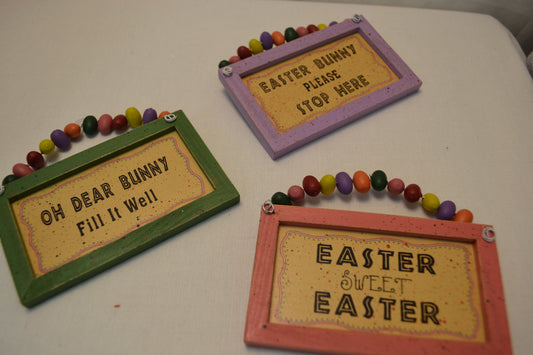 EASTER BUNNY
PLEASE
STOP HERE
OH DEAR BUNNY
Fill It Well
EASTER
SWEET
EASTER